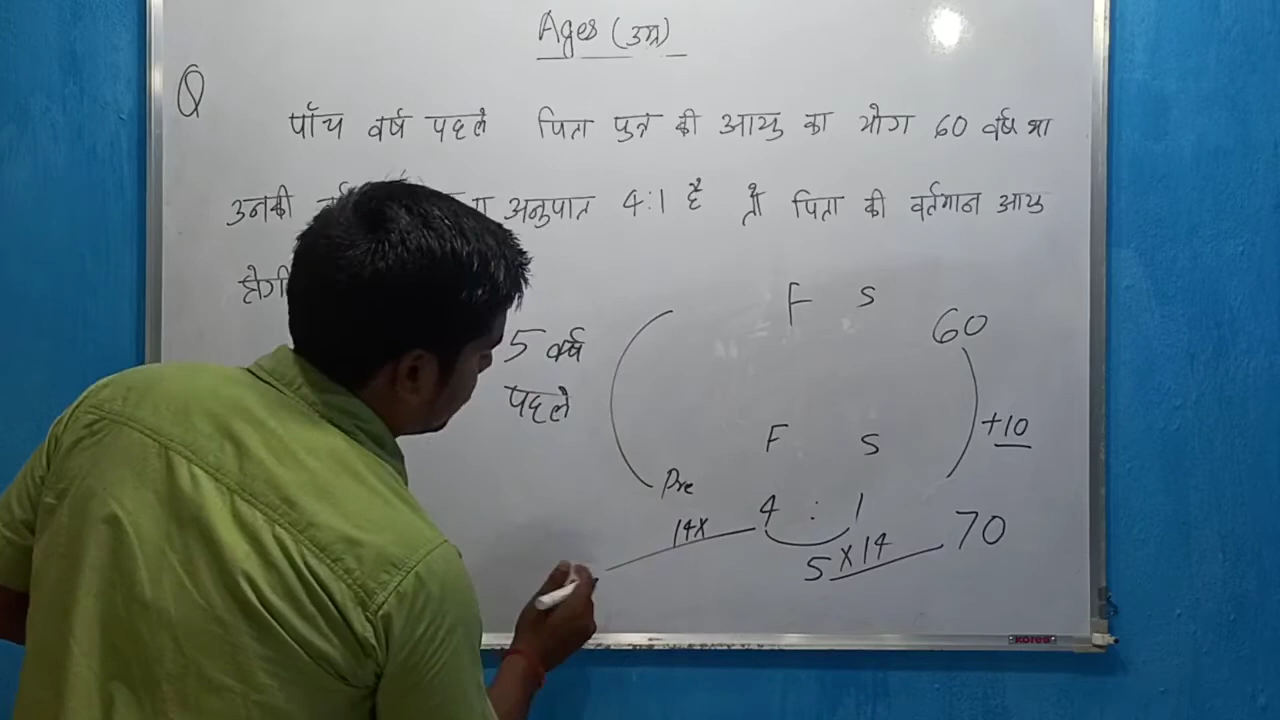 Ages (उम्र)
Q
पाँच वर्ष पहले पिता पुत्र की आयु का योग 60 वर्ष था
उनकी अनुपात 4:1 है तो पिता की वर्तमान आयु
होगी
F S
60
5 वर्ष
पहले
+10
F S
Pre
4 : 1
14x
5x14
70
kores